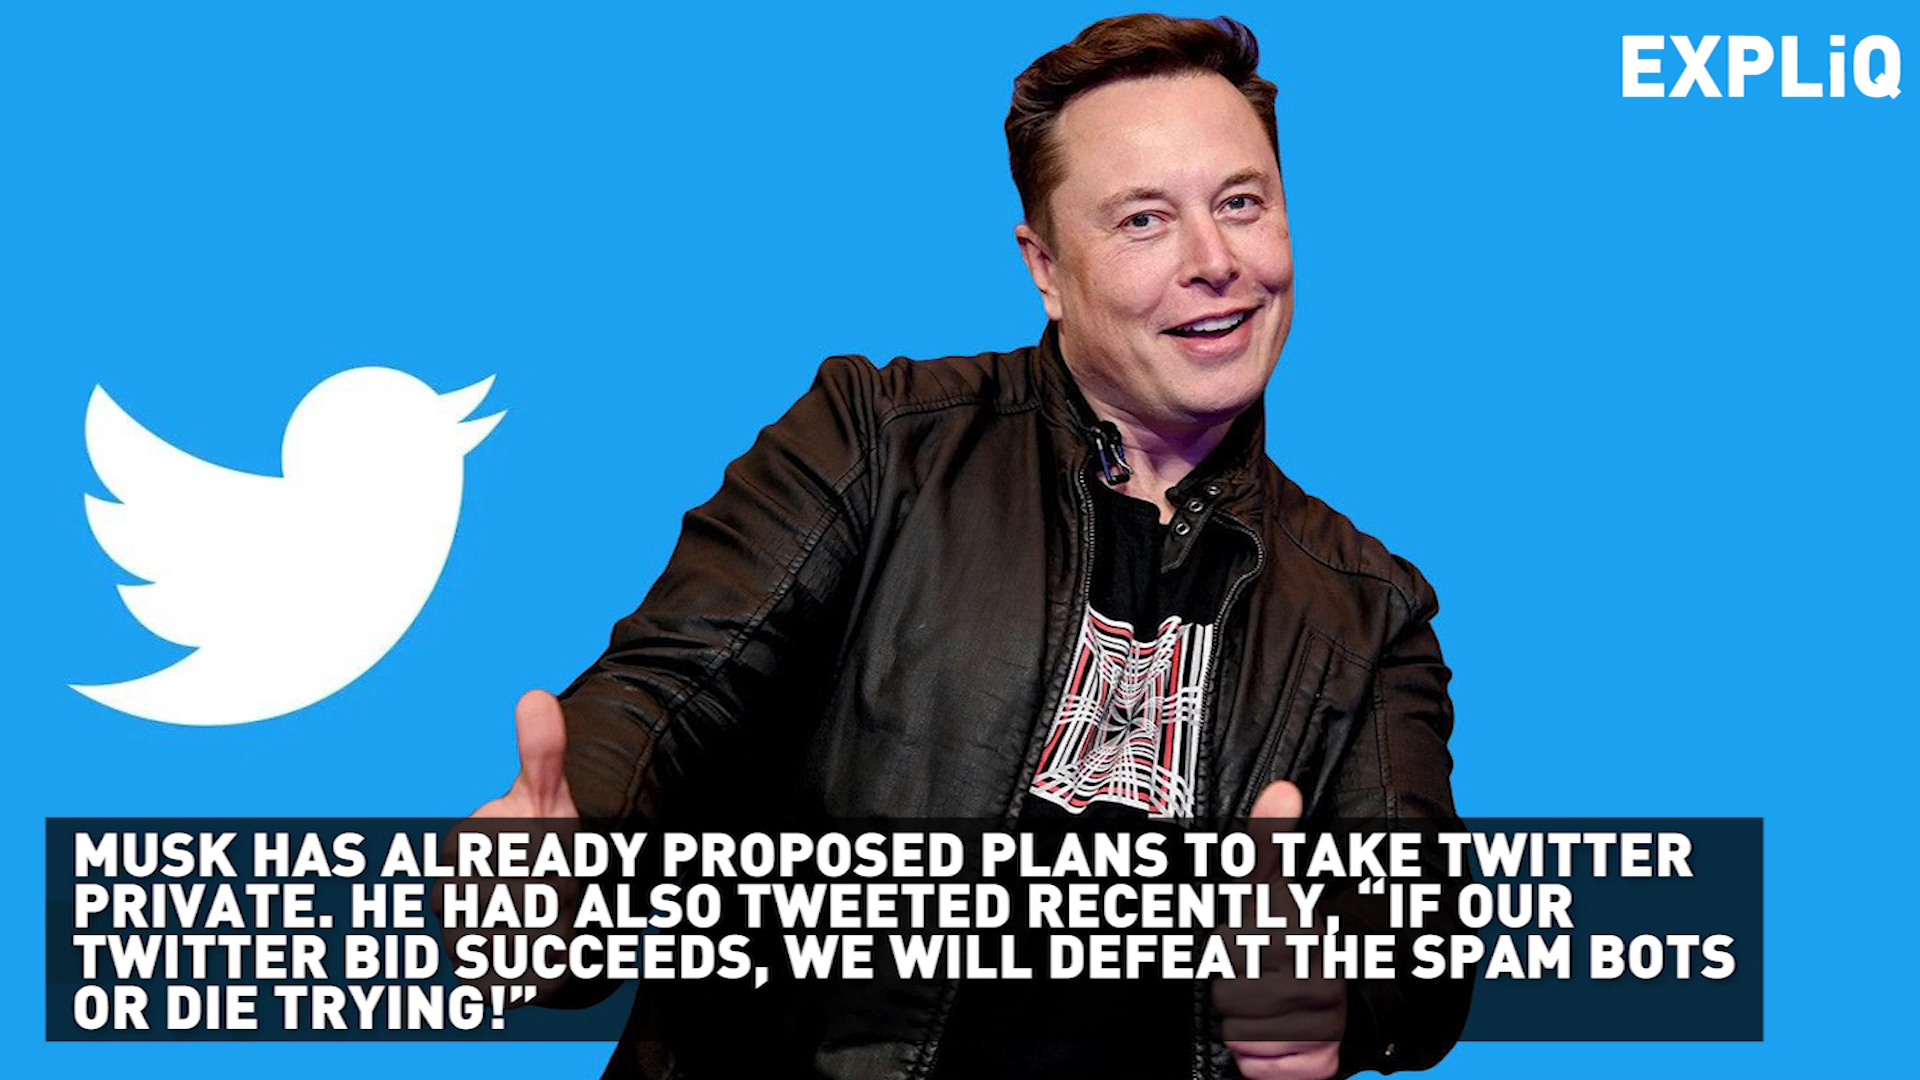 EXPLiQ
MUSK HAS ALREADY PROPOSED PLANS TO TAKE TWITTER
PRIVATE. HE HAD ALSO TWEETED RECENTLY, “IF OUR
TWITTER BID SUCCEEDS, WE WILL DEFEAT THE SPAM BOTS
OR DIE TRYING!”